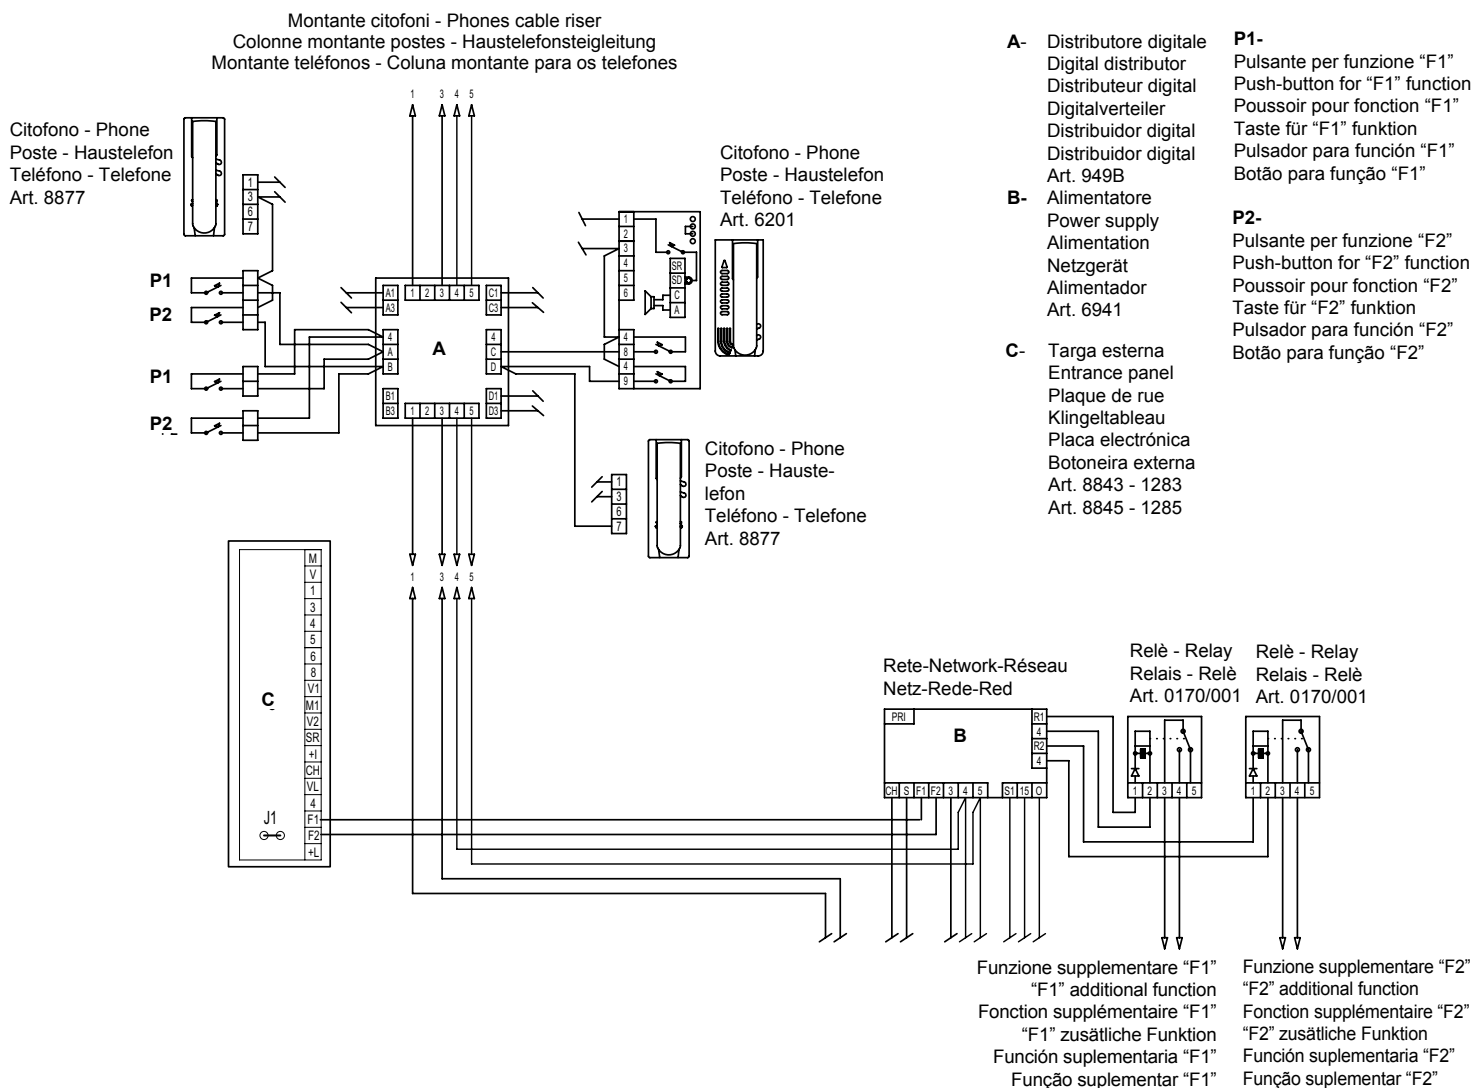 Montante citofoni - Phones cable riser
Colonne montante postes - Haustelefonsteigleitung
Montante teléfonos - Coluna montante para os telefones
1 3 4 5
Citofono - Phone
Poste - Haustelefon
Teléfono - Telefone
Art. 8877
1
3
6
7
P1
P2
P1
P2
A1
A3
1 2 3 4 5
C1
C3
4
A
B
A
4
C
D
B1
B3
1 2 3 4 5
D1
D3
Citofono - Phone
Poste - Haustelefon
Teléfono - Telefone
Art. 6201
1
2
3
4
5
6
SR
SD
C
A
4
8
4
9
Citofono - Phone
Poste - Hauste-
lefon
Teléfono - Telefone
Art. 8877
1
3
6
7
1 3 4 5
A- Distributore digitale
Digital distributor
Distributeur digital
Digitalverteiler
Distribuidor digital
Distribuidor digital
Art. 949B
B- Alimentatore
Power supply
Alimentation
Netzgerät
Alimentador
Art. 6941
C- Targa esterna
Entrance panel
Plaque de rue
Klingeltableau
Placa electrónica
Botoneira externa
Art. 8843 - 1283
Art. 8845 - 1285
P1-
Pulsante per funzione “F1”
Push-button for “F1” function
Poussoir pour fonction “F1”
Taste für “F1” funktion
Pulsador para función “F1”
Botão para função “F1”
P2-
Pulsante per funzione “F2”
Push-button for “F2” function
Poussoir pour fonction “F2”
Taste für “F2” funktion
Pulsador para función “F2”
Botão para função “F2”
C
J1
M
V
1
3
4
5
6
8
V1
M1
V2
SR
+I
CH
VL
4
F1
F2
+L
Rete-Network-Réseau
Netz-Rede-Red
PRI
B
R1
4
R2
4
CH S F1 F2 3 4 5 S1 15 O
Relè - Relay
Relais - Relè
Art. 0170/001
1 2 3 4 5
Relè - Relay
Relais - Relè
Art. 0170/001
1 2 3 4 5
Funzione supplementare “F1”
“F1” additional function
Fonction supplémentaire “F1”
“F1” zusätliche Funktion
Función suplementaria “F1”
Função suplementar “F1”
Funzione supplementare “F2”
“F2” additional function
Fonction supplémentaire “F2”
“F2” zusätliche Funktion
Función suplementaria “F2”
Função suplementar “F2”